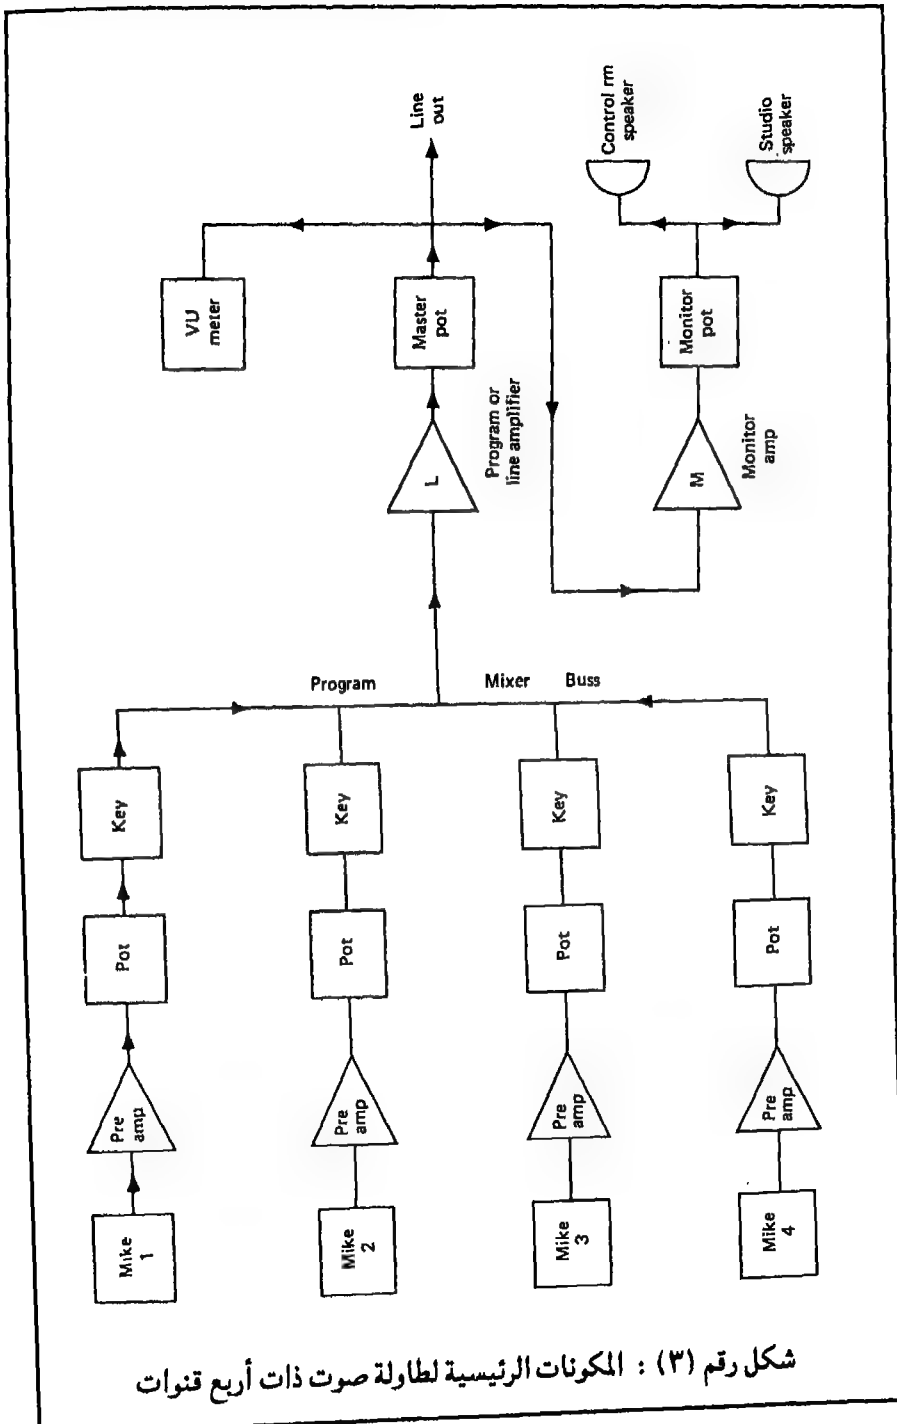 Line
out
Control rm
speaker
Studio
speaker
VU
meter
Master
pot
Monitor
pot
L
Program or
line amplifier
M
Monitor
amp
Program Mixer Buss
Key
Key
Key
Key
Pot
Pot
Pot
Pot
Pre
amp
Pre
amp
Pre
amp
Pre
amp
Mike
1
Mike
2
Mike
3
Mike
4
شكل رقم (٣) : المكونات الرئيسية لطاولة صوت ذات أربع قنوات